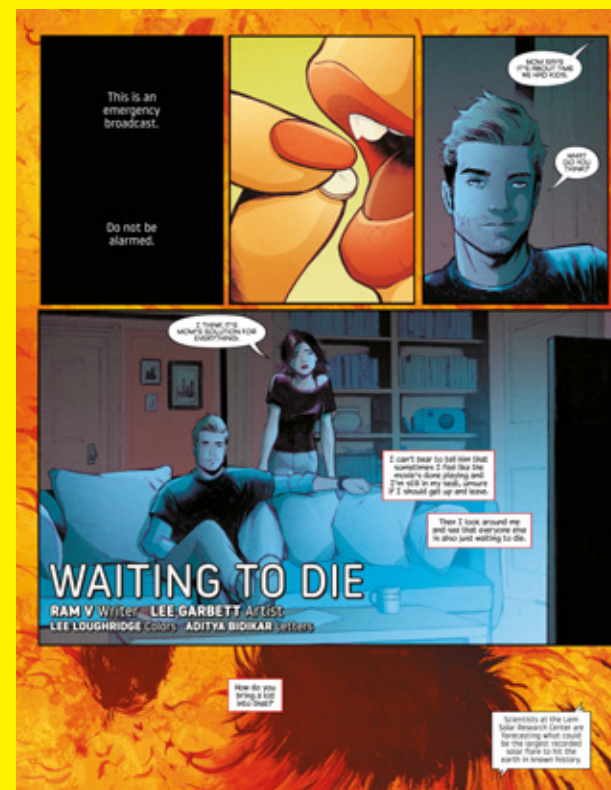 This is an
emergency
broadcast.
Do not be
alarmed.
MOM SAYS
IT'S ABOUT TIME
WE HAD KIDS.
WHAT
DO YOU
THINK?
I THINK IT'S
MOM'S SOLUTION FOR
EVERYTHING.
I can't bear to tell him that
sometimes I feel like the
movie's done playing and
I'm still in my seat, unsure
if I should get up and leave.
Then I look around me
and see that everyone else
is also just waiting to die.
WAITING TO DIE
RAM V Writer LEE GARBETT Artist
LEE LOUGHRIDGE Colors ADITYA BIDIKAR Letters
How do you
bring a kid
into that?
Scientists at the Lem
Solar Research Center are
forecasting what could
be the largest recorded
solar flare to hit the
earth in known history.